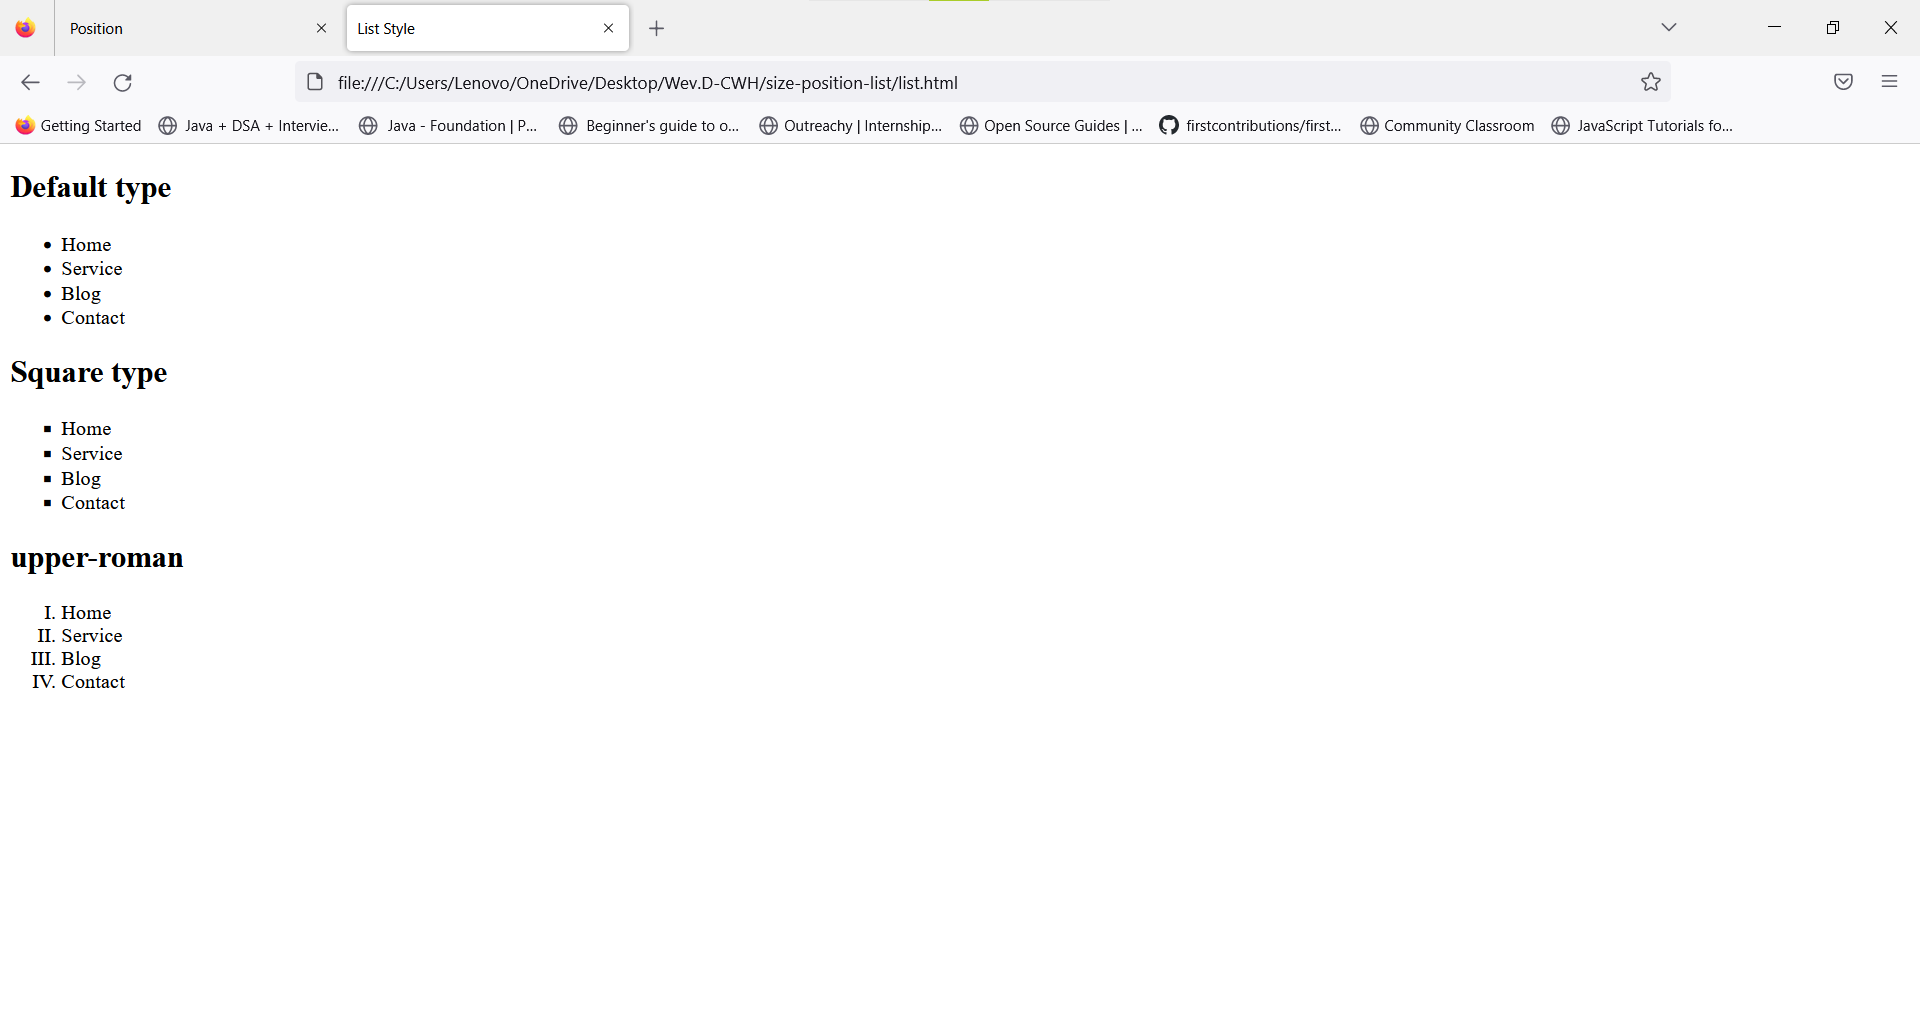 Position
List Style
file:///C:/Users/Lenovo/OneDrive/Desktop/Wev.D-CWH/size-position-list/list.html
Getting Started Java + DSA + Intervie... Java - Foundation | P... Beginner's guide to o... Outreachy | Internship... Open Source Guides | ... firstcontributions/first... Community Classroom JavaScript Tutorials fo...
Default type
• Home
• Service
• Blog
• Contact
Square type
▪ Home
▪ Service
▪ Blog
▪ Contact
upper-roman
I. Home
II. Service
III. Blog
IV. Contact